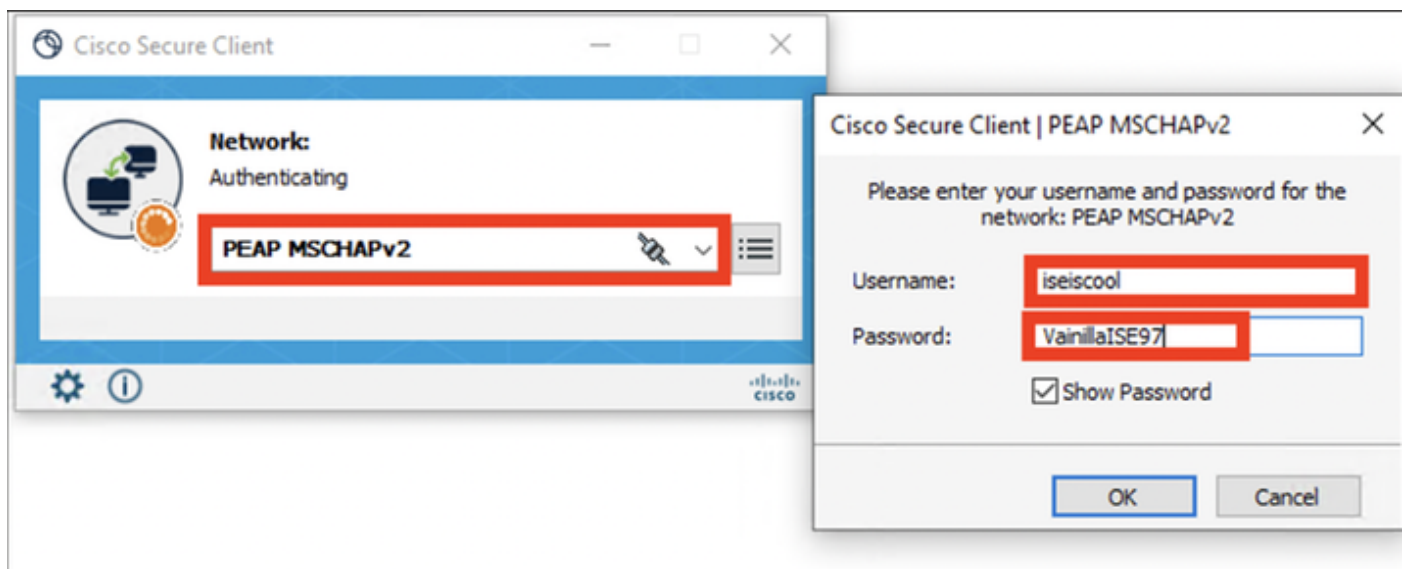 Cisco Secure Client
Network:
Authenticating
PEAP MSCHAPv2
cisco
Cisco Secure Client | PEAP MSCHAPv2
Please enter your username and password for the
network: PEAP MSCHAPv2
Username: iseiscool
Password: VainillaISE97
Show Password
OK Cancel